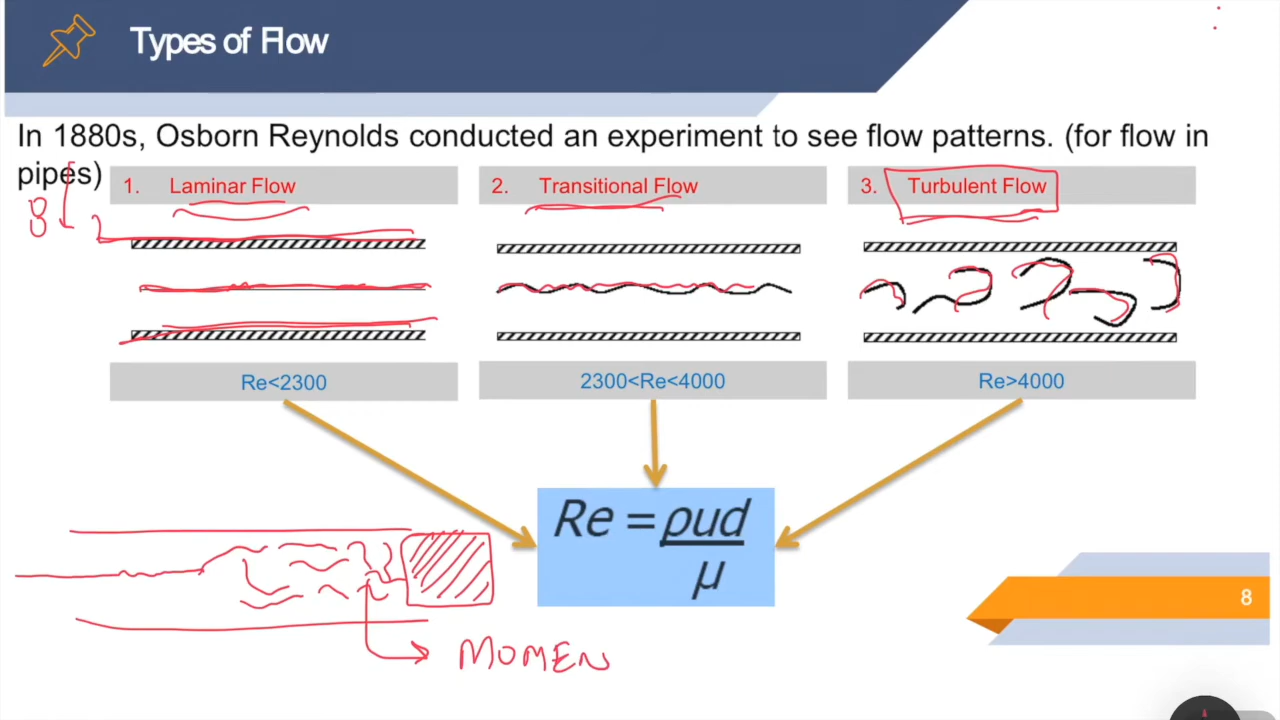 Types of Flow
In 1880s, Osborn Reynolds conducted an experiment to see flow patterns. (for flow in
pipes)
1. Laminar Flow
2. Transitional Flow
3. Turbulent Flow
8
Re<2300
2300<Re<4000
Re>4000
Re = ρud
μ
8
MOMEN